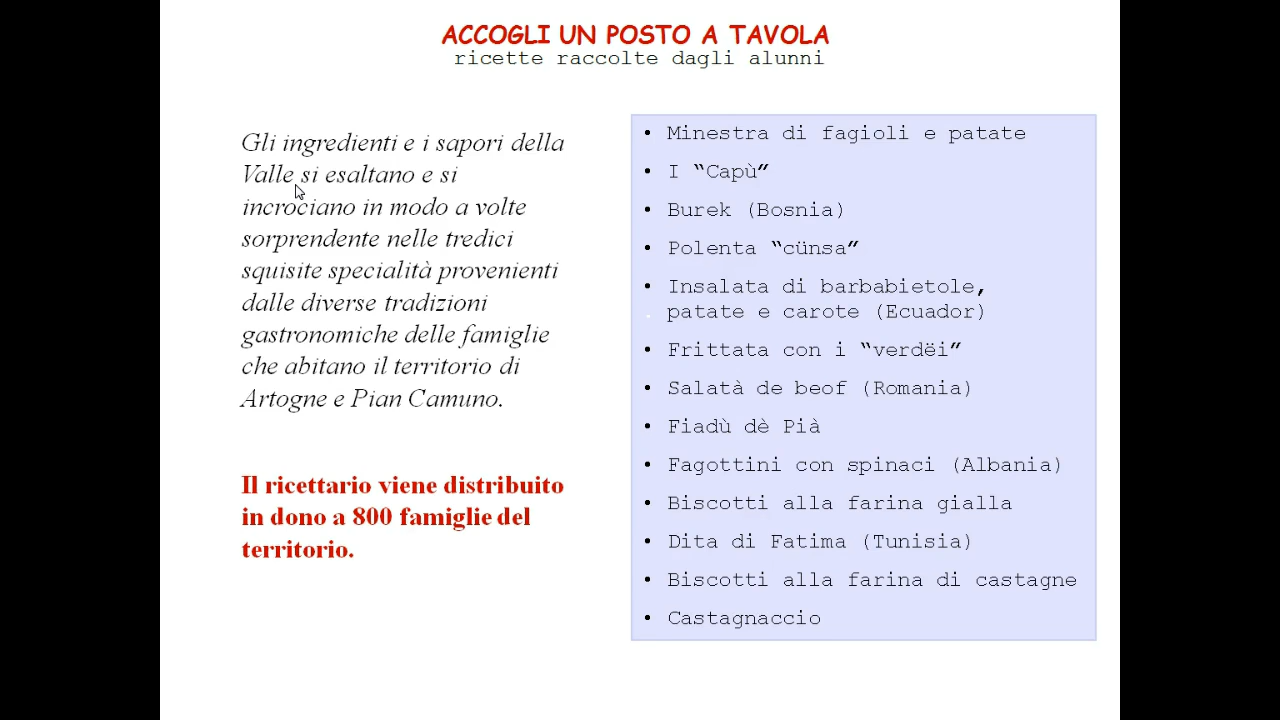 ACCOGLI UN POSTO A TAVOLA
ricette raccolte dagli alunni
Gli ingredienti e i sapori della
Valle si esaltano e si
incrociano in modo a volte
sorprendente nelle tredici
squisite specialità provenienti
dalle diverse tradizioni
gastronomiche delle famiglie
che abitano il territorio di
Artogne e Pian Camuno.
Il ricettario viene distribuito
in dono a 800 famiglie del
territorio.
• Minestra di fagioli e patate
• I “Capù”
• Burek (Bosnia)
• Polenta “cünsa”
• Insalata di barbabietole,
patate e carote (Ecuador)
• Frittata con i “verdëi”
• Salatà de beof (Romania)
• Fiadù dè Pià
• Fagottini con spinaci (Albania)
• Biscotti alla farina gialla
• Dita di Fatima (Tunisia)
• Biscotti alla farina di castagne
• Castagnaccio